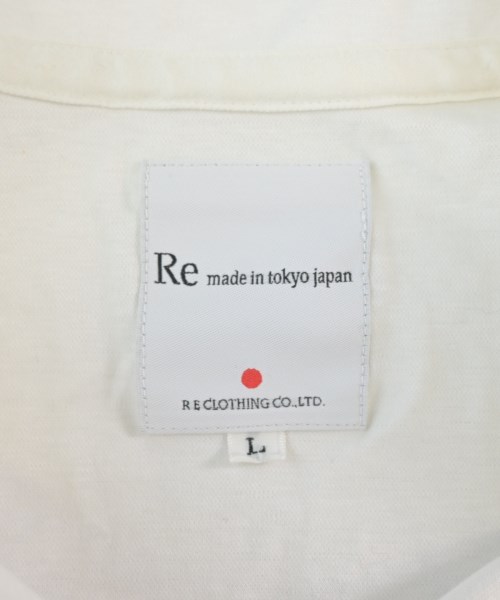 Re made in tokyo japan
R E CLOTHING CO.,LTD.
L